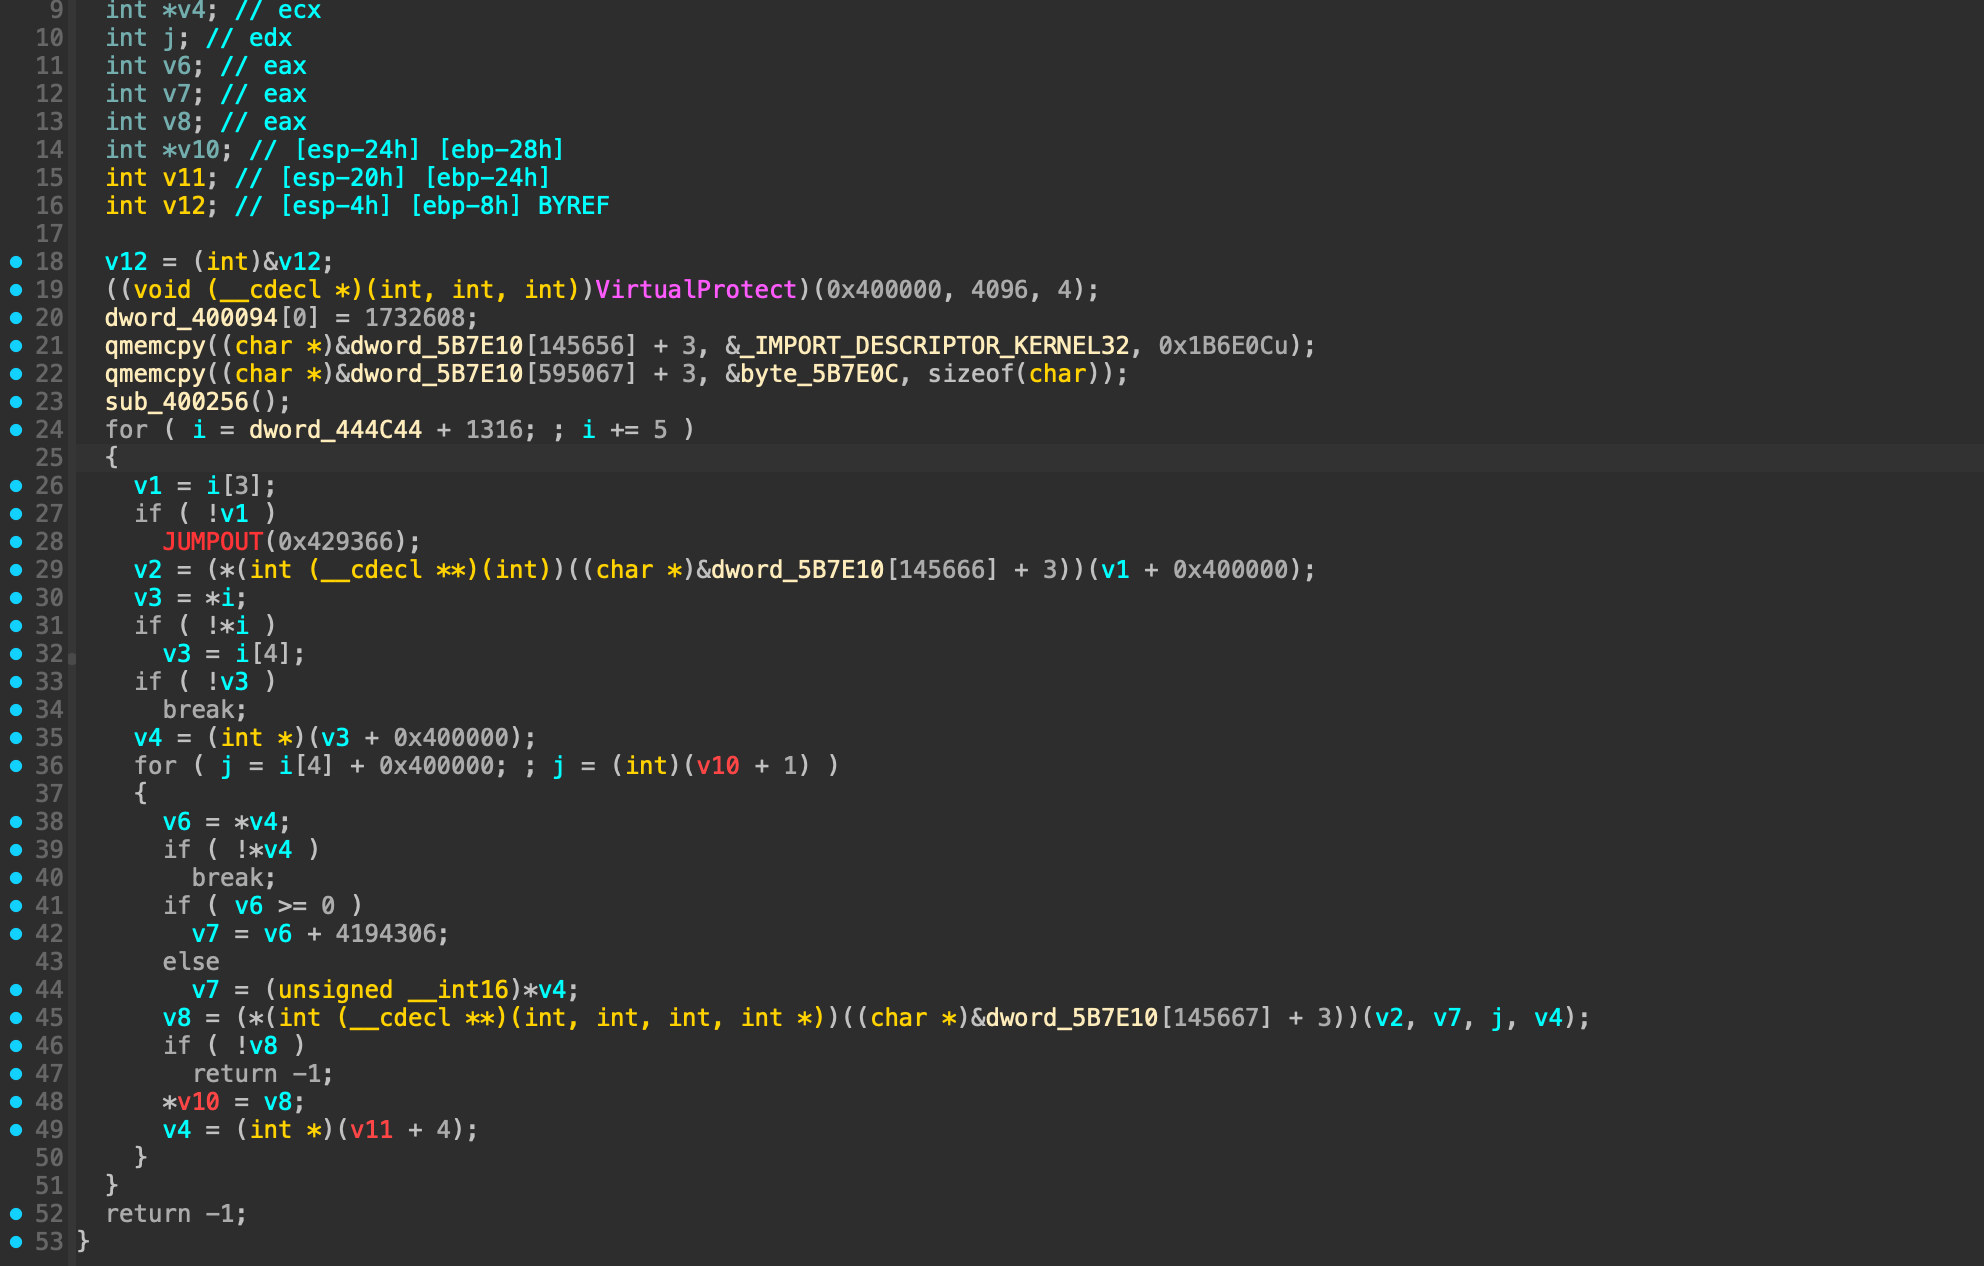 9 int *v4; // ecx
10 int j; // edx
11 int v6; // eax
12 int v7; // eax
13 int v8; // eax
14 int *v10; // [esp-24h] [ebp-28h]
15 int v11; // [esp-20h] [ebp-24h]
16 int v12; // [esp-4h] [ebp-8h] BYREF
17
18 v12 = (int)&v12;
19 ((void (__cdecl *)(int, int, int))VirtualProtect)(0x400000, 4096, 4);
20 dword_400094[0] = 1732608;
21 qmemcpy((char *)&dword_5B7E10[145656] + 3, &_IMPORT_DESCRIPTOR_KERNEL32, 0x1B6E0Cu);
22 qmemcpy((char *)&dword_5B7E10[595067] + 3, &byte_5B7E0C, sizeof(char));
23 sub_400256();
24 for ( i = dword_444C44 + 1316; ; i += 5 )
25 {
26 v1 = i[3];
27 if ( !v1 )
28 JUMPOUT(0x429366);
29 v2 = (*(int (__cdecl **)(int))((char *)&dword_5B7E10[145666] + 3))(v1 + 0x400000);
30 v3 = *i;
31 if ( !*i )
32 v3 = i[4];
33 if ( !v3 )
34 break;
35 v4 = (int *)(v3 + 0x400000);
36 for ( j = i[4] + 0x400000; ; j = (int)(v10 + 1) )
37 {
38 v6 = *v4;
39 if ( !*v4 )
40 break;
41 if ( v6 >= 0 )
42 v7 = v6 + 4194306;
43 else
44 v7 = (unsigned __int16)*v4;
45 v8 = (*(int (__cdecl **)(int, int, int, int *))((char *)&dword_5B7E10[145667] + 3))(v2, v7, j, v4);
46 if ( !v8 )
47 return -1;
48 *v10 = v8;
49 v4 = (int *)(v11 + 4);
50 }
51 }
52 return -1;
53 }